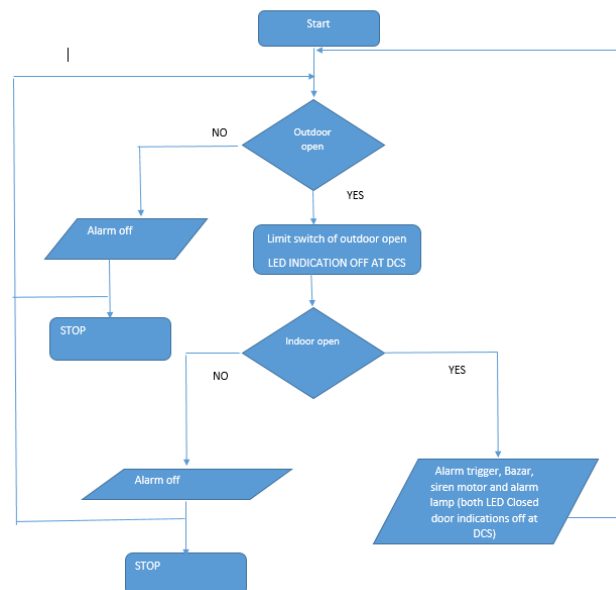 Start
Outdoor
open
NO
YES
Alarm off
Limit switch of outdoor open
LED INDICATION OFF AT DCS
STOP
Indoor open
NO
YES
Alarm off
Alarm trigger, Bazar,
siren motor and alarm
lamp (both LED Closed
door indications off at
DCS)
STOP